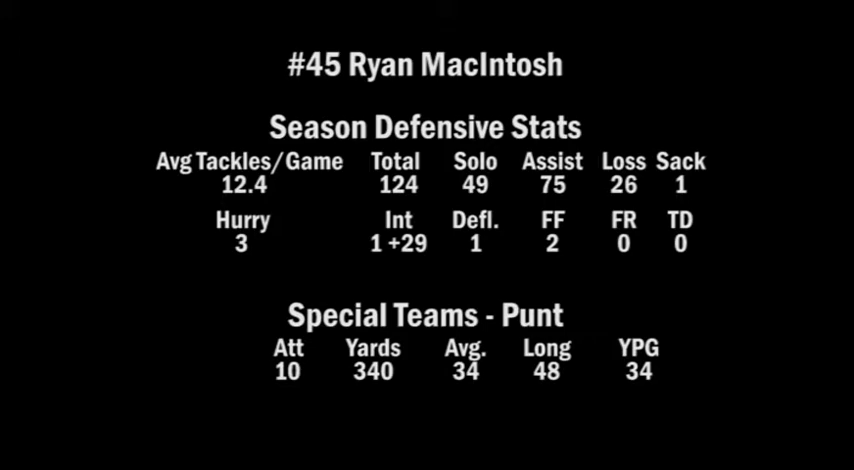 #45 Ryan MacIntosh
Season Defensive Stats
Avg Tackles/Game Total Solo Assist Loss Sack
12.4 124 49 75 26 1
Hurry Int Defl. FF FR TD
3 1 +29 1 2 0 0
Special Teams - Punt
Att Yards Avg. Long YPG
10 340 34 48 34